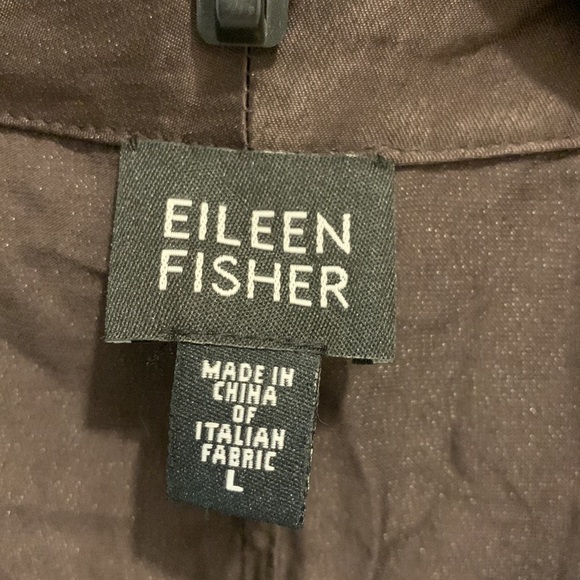 EILEEN
FISHER
MADE IN
CHINA
OF
ITALIAN
FABRIC
L